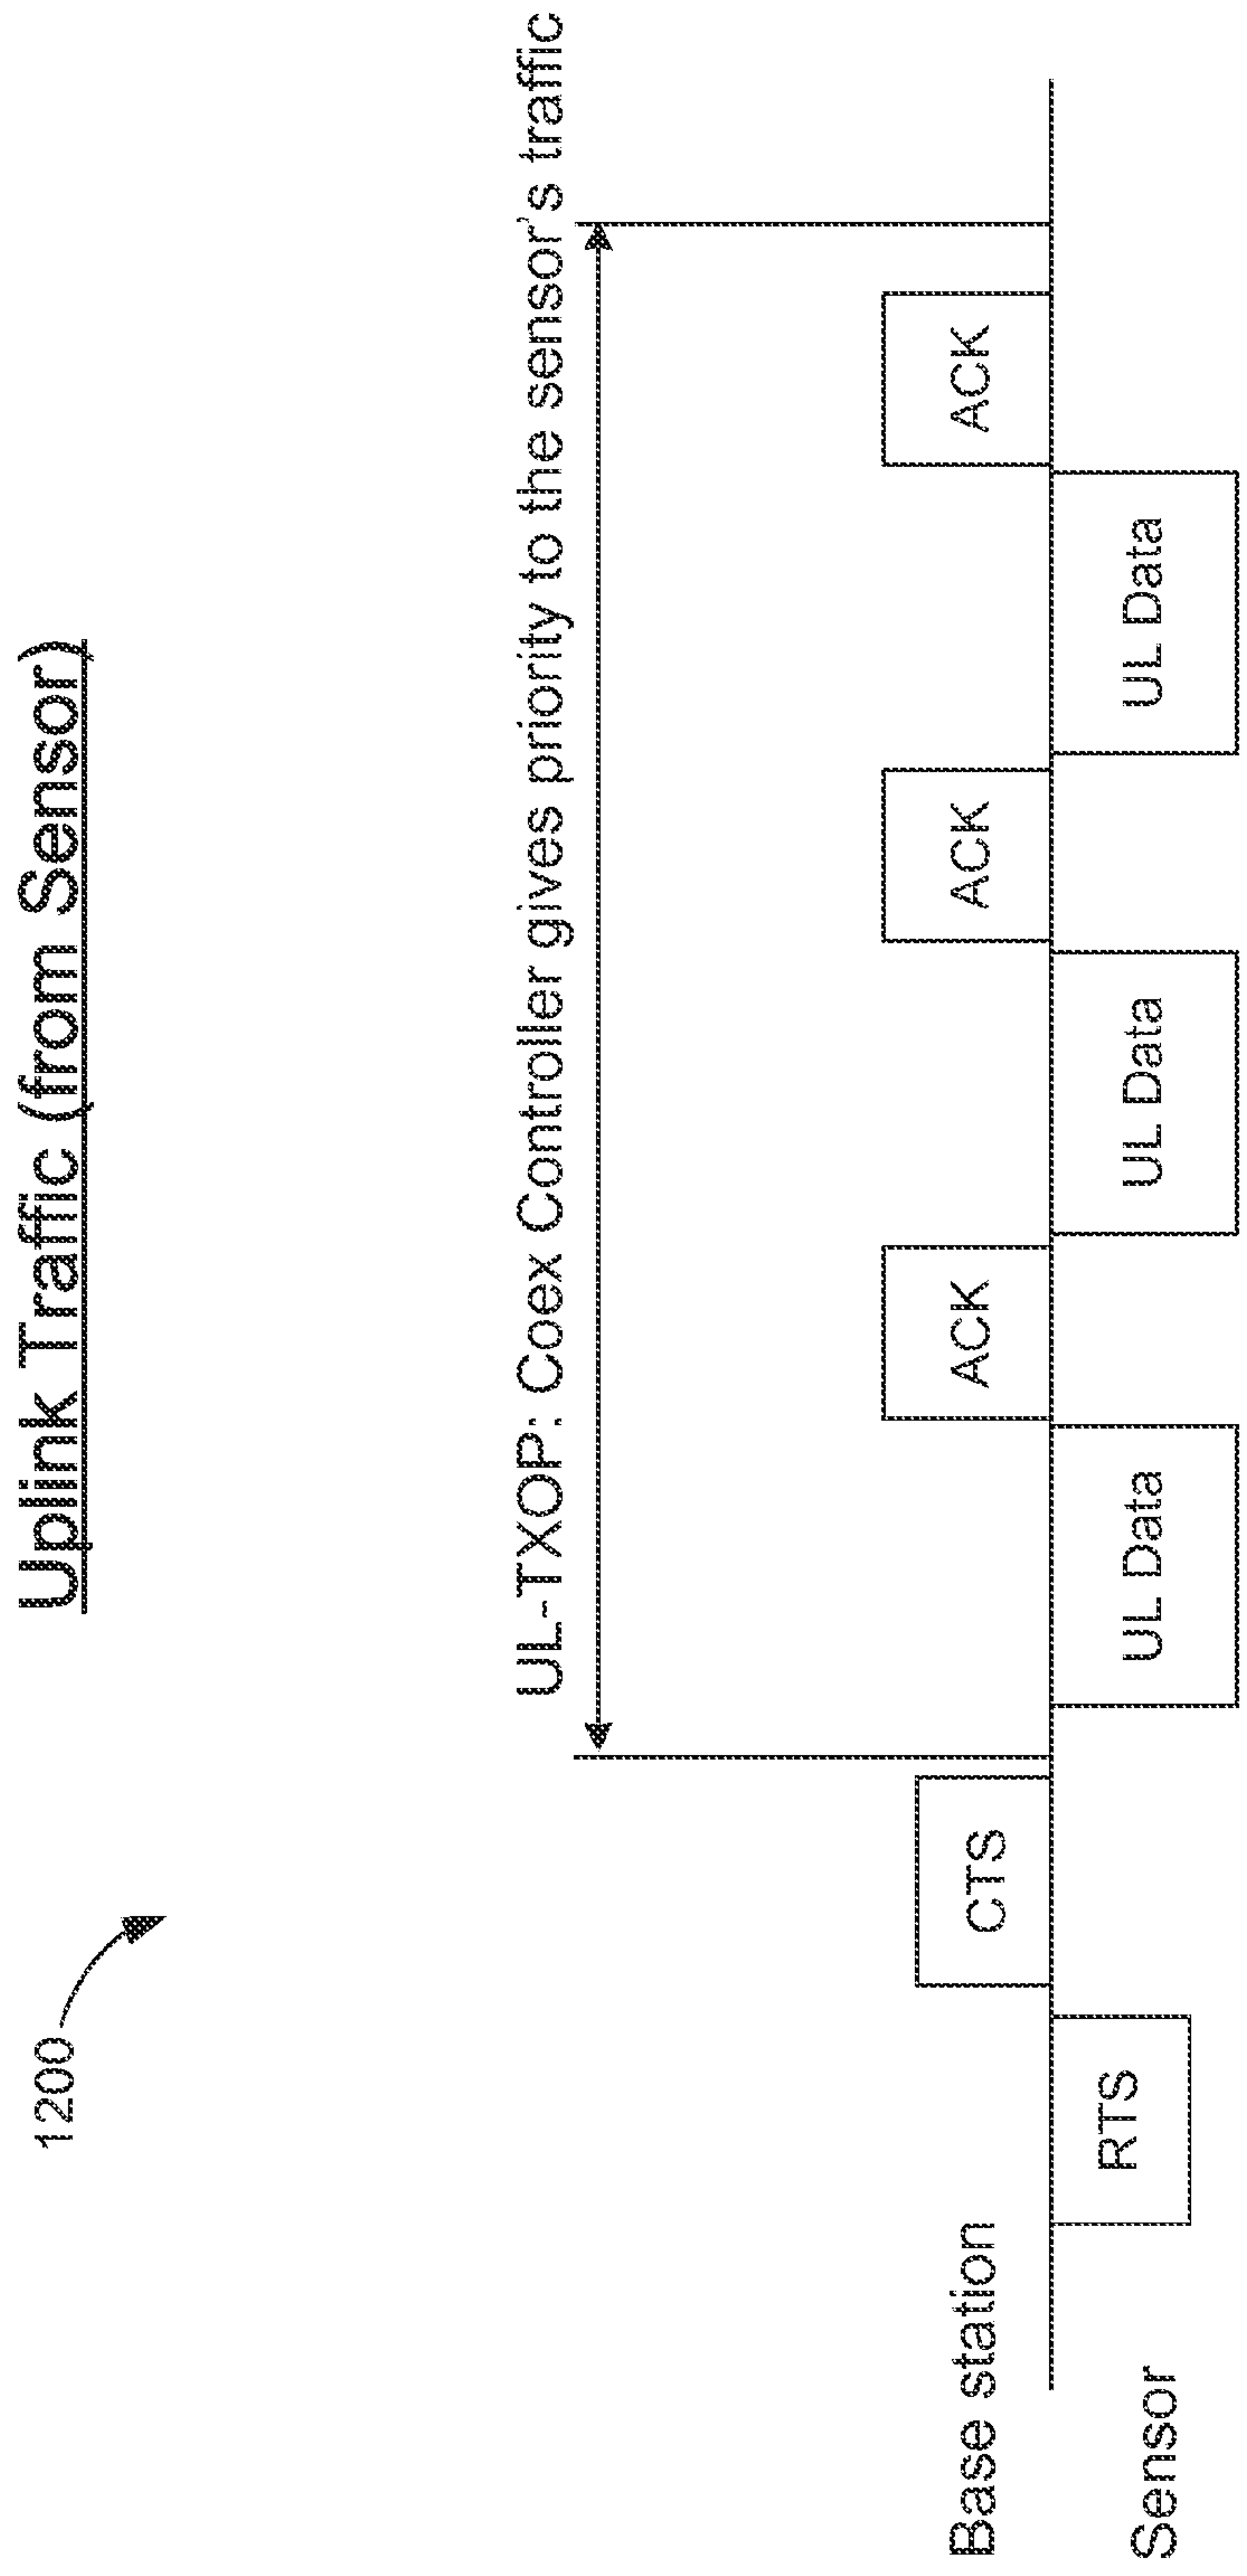 Uplink Traffic (from Sensor)
1200
UL-TXOP: Coex Controller gives priority to the sensor's traffic
Base station
CTS
ACK
ACK
ACK
Sensor
RTS
UL Data
UL Data
UL Data